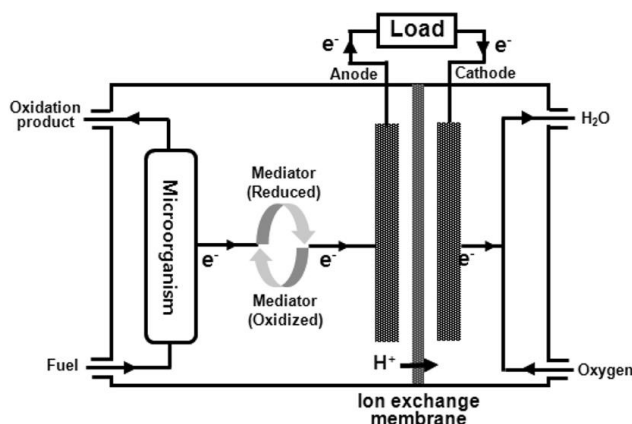 Load
e-
e-
Anode
Cathode
Oxidation
product
H2O
Microorganism
Mediator
(Reduced)
e-
e-
e-
Mediator
(Oxidized)
Fuel
H+
Oxygen
Ion exchange
membrane